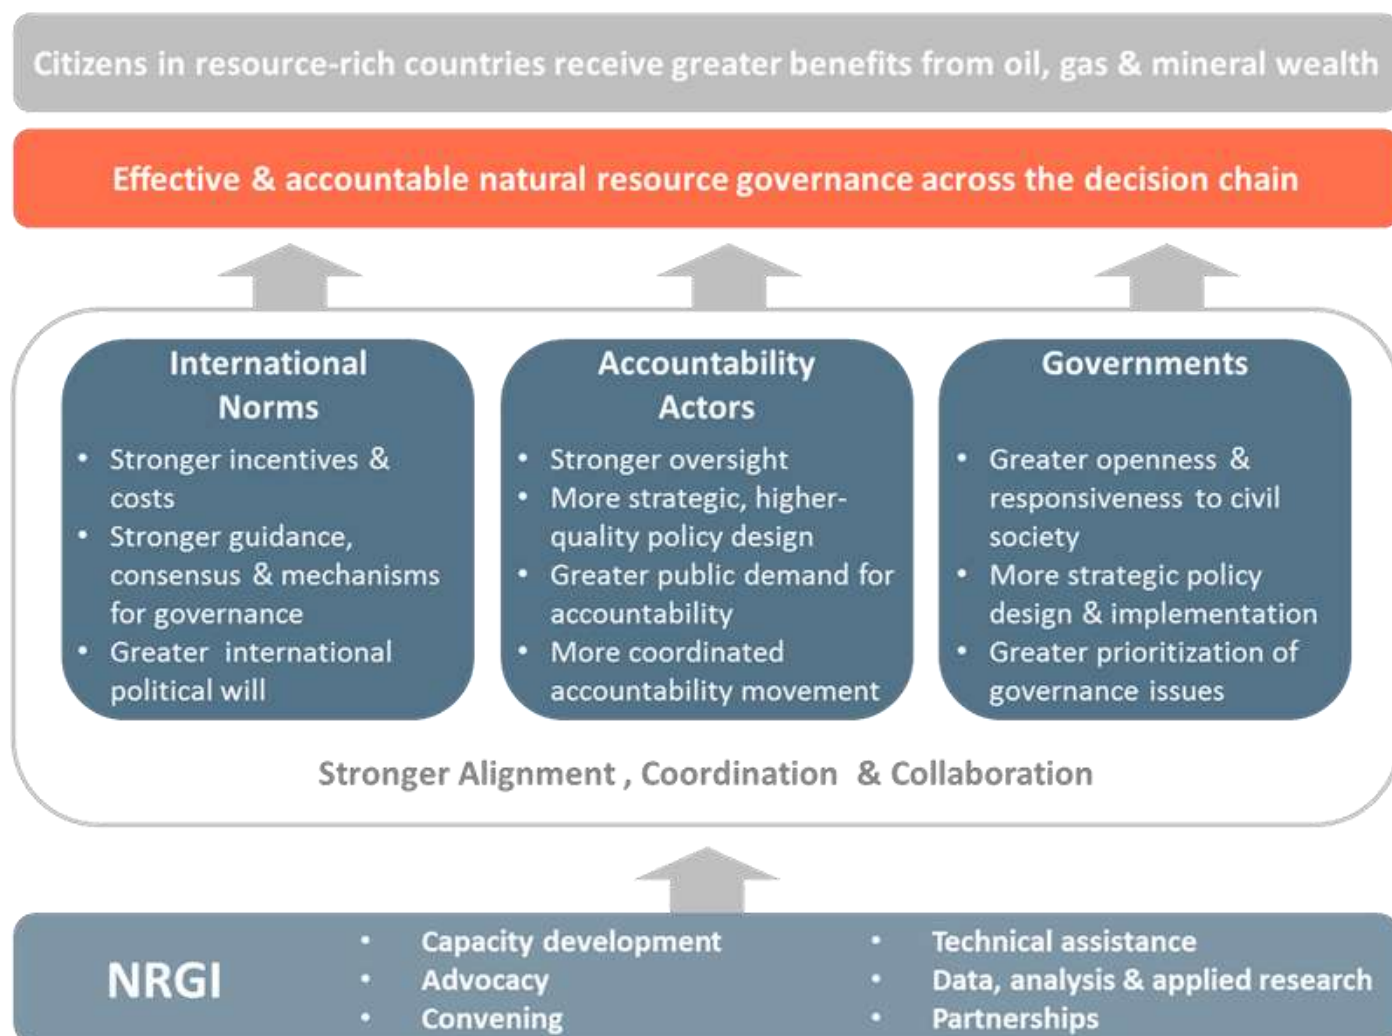 Citizens in resource-rich countries receive greater benefits from oil, gas & mineral wealth
Effective & accountable natural resource governance across the decision chain
International
Norms
• Stronger incentives &
costs
• Stronger guidance,
consensus & mechanisms
for governance
• Greater international
political will
Accountability
Actors
• Stronger oversight
• More strategic, higher-
quality policy design
• Greater public demand for
accountability
• More coordinated
accountability movement
Governments
• Greater openness &
responsiveness to civil
society
• More strategic policy
design & implementation
• Greater prioritization of
governance issues
Stronger Alignment , Coordination & Collaboration
NRGI
• Capacity development
• Advocacy
• Convening
• Technical assistance
• Data, analysis & applied research
• Partnerships